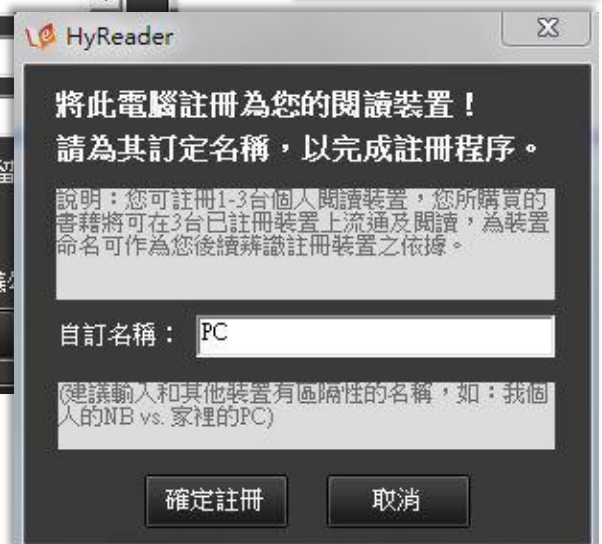 HyReader
將此電腦註冊為您的閱讀裝置！
請為其訂定名稱，以完成註冊程序。
說明：您可註冊1-3台個人閱讀裝置，您所購買的
書籍將可在3台已註冊裝置上流通及閱讀，為裝置
命名可作為您後續辨識註冊裝置之依據。
自訂名稱： PC
(建議輸入和其他裝置有區隔性的名稱，如：我個
人的NB vs. 家裡的PC)
確定註冊 取消